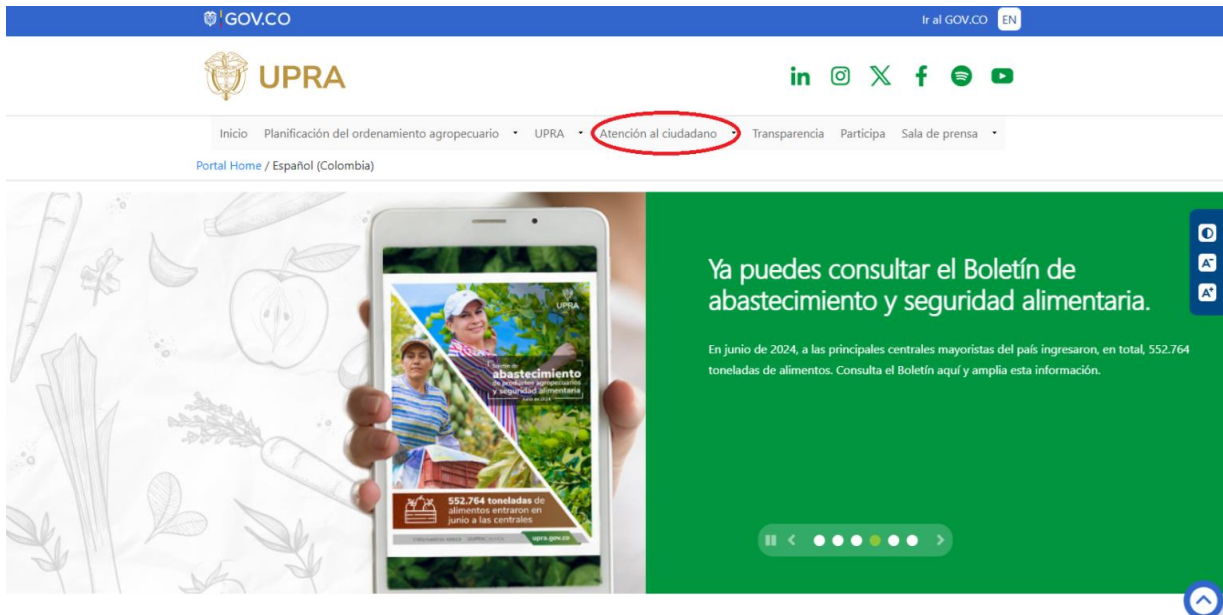 GOV.CO
Ir al GOV.CO EN
UPRA
Inicio Planificación del ordenamiento agropecuario UPRA Atención al ciudadano Transparencia Participa Sala de prensa
Portal Home / Español (Colombia)
Ya puedes consultar el Boletín de
abastecimiento y seguridad alimentaria.
En junio de 2024, a las principales centrales mayoristas del país ingresaron, en total, 552.764
toneladas de alimentos. Consulta el Boletín aquí y amplia esta información.
UPRA
abastecimiento
de productos agropecuarios
y seguridad alimentaria
552.764 toneladas de
alimentos entraron en
junio a las centrales
upra.gov.co
A-
A+